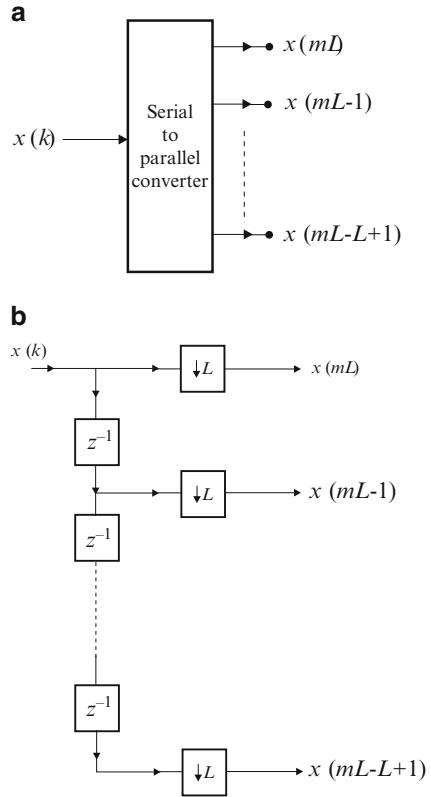 a
x(mL)
x(k)
Serial
to
parallel
converter
x (mL-1)
x (mL-L+1)
b
x (k)
↓L
x (mL)
z⁻¹
↓L
x (mL-1)
z⁻¹
z⁻¹
↓L
x (mL-L+1)